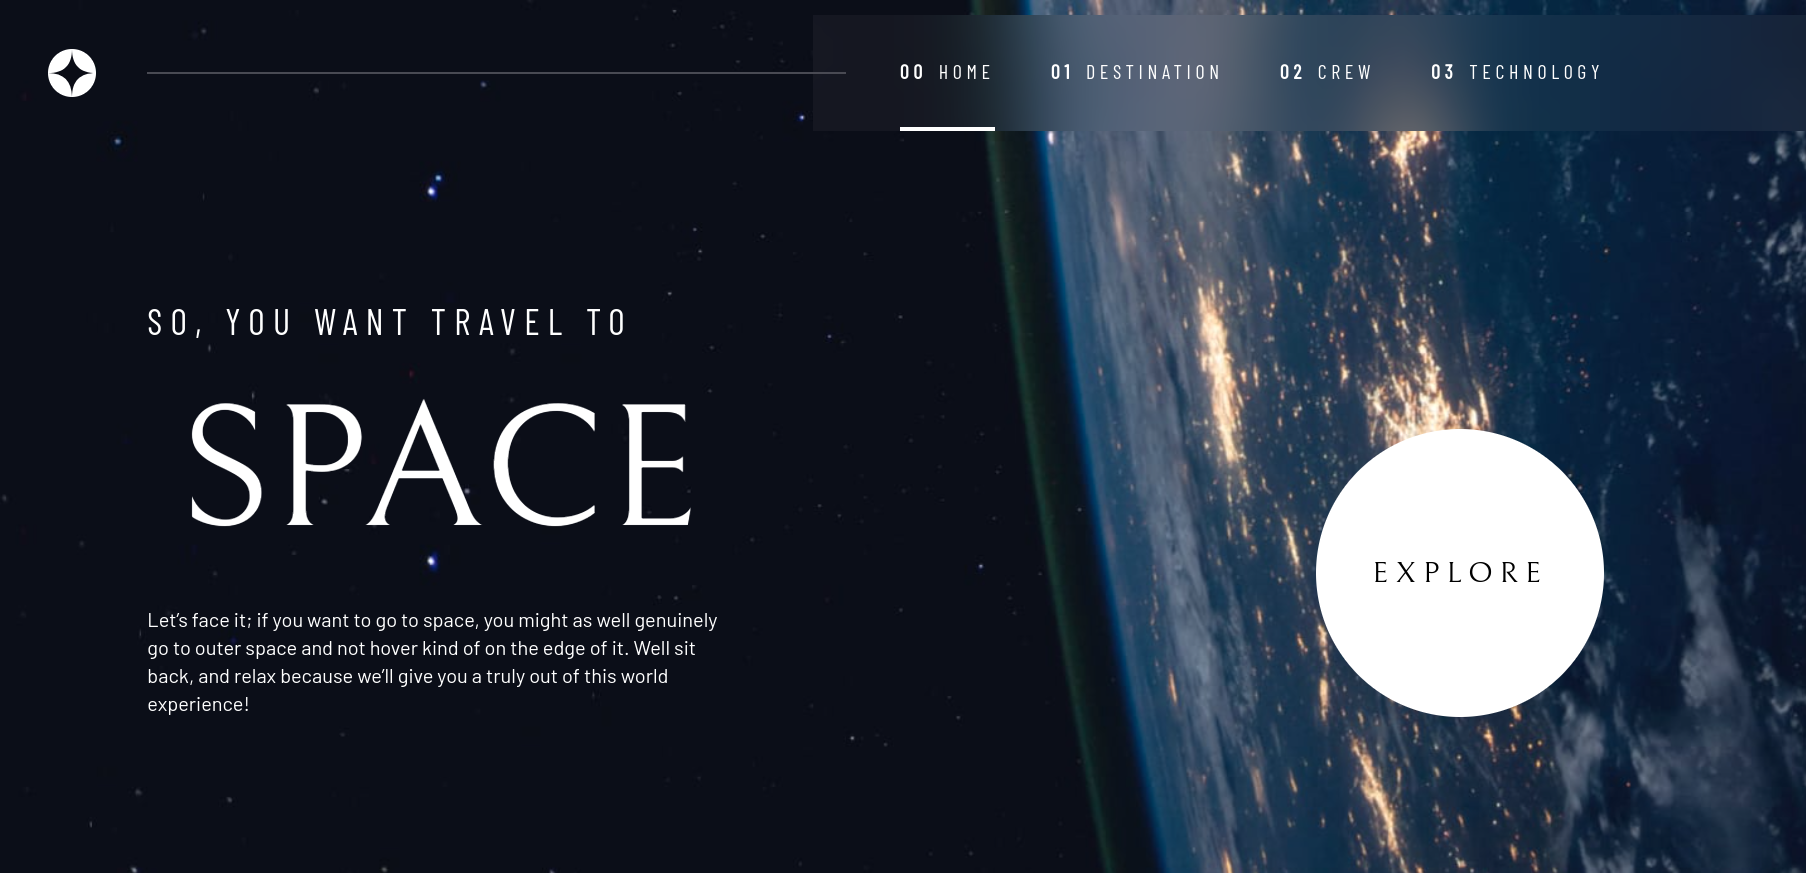 00 HOME 01 DESTINATION 02 CREW 03 TECHNOLOGY
SO, YOU WANT TRAVEL TO
SPACE
EXPLORE
Let’s face it; if you want to go to space, you might as well genuinely
go to outer space and not hover kind of on the edge of it. Well sit
back, and relax because we’ll give you a truly out of this world
experience!